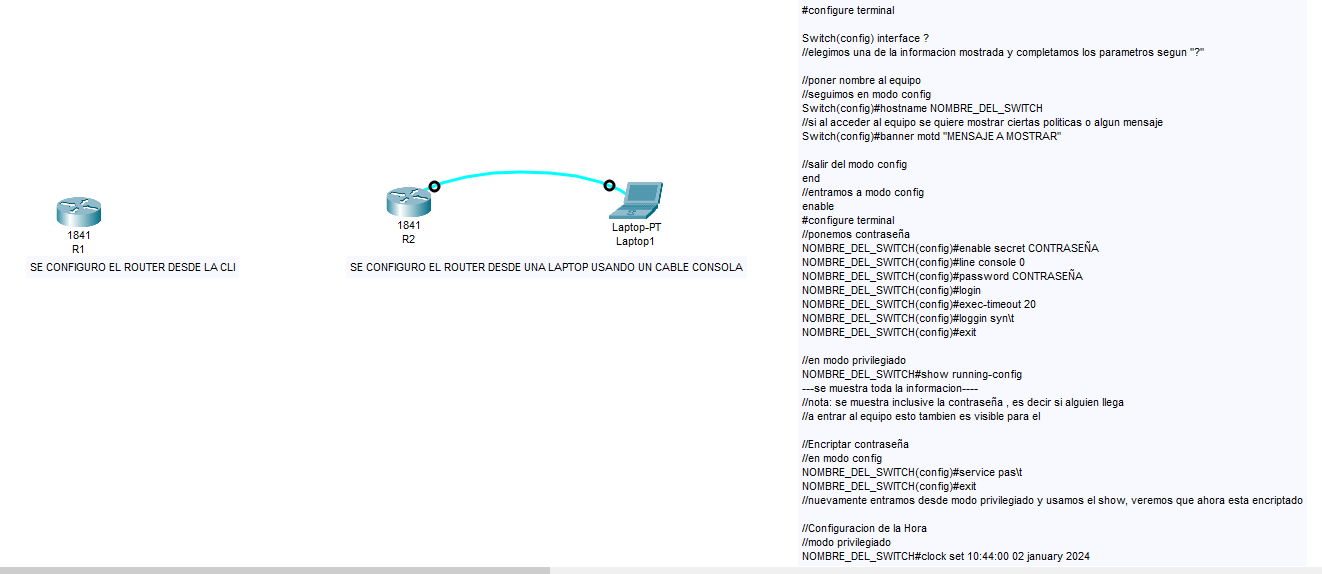 1841
R1
SE CONFIGURO EL ROUTER DESDE LA CLI
1841
R2
Laptop-PT
Laptop1
SE CONFIGURO EL ROUTER DESDE UNA LAPTOP USANDO UN CABLE CONSOLA
#configure terminal
Switch(config) interface ?
//elegimos una de la informacion mostrada y completamos los parametros segun "?"
//poner nombre al equipo
//seguimos en modo config
Switch(config)#hostname NOMBRE_DEL_SWITCH
//si al acceder al equipo se quiere mostrar ciertas politicas o algun mensaje
Switch(config)#banner motd "MENSAJE A MOSTRAR"
//salir del modo config
end
//entramos a modo config
enable
#configure terminal
//ponemos contraseña
NOMBRE_DEL_SWITCH(config)#enable secret CONTRASEÑA
NOMBRE_DEL_SWITCH(config)#line console 0
NOMBRE_DEL_SWITCH(config)#password CONTRASEÑA
NOMBRE_DEL_SWITCH(config)#login
NOMBRE_DEL_SWITCH(config)#exec-timeout 20
NOMBRE_DEL_SWITCH(config)#loggin syn\t
NOMBRE_DEL_SWITCH(config)#exit
//en modo privilegiado
NOMBRE_DEL_SWITCH#show running-config
---se muestra toda la informacion----
//nota: se muestra inclusive la contraseña , es decir si alguien llega
//a entrar al equipo esto tambien es visible para el
//Encriptar contraseña
//en modo config
NOMBRE_DEL_SWITCH(config)#service pas\t
NOMBRE_DEL_SWITCH(config)#exit
//nuevamente entramos desde modo privilegiado y usamos el show, veremos que ahora esta encriptado
//Configuracion de la Hora
//modo privilegiado
NOMBRE_DEL_SWITCH#clock set 10:44:00 02 january 2024